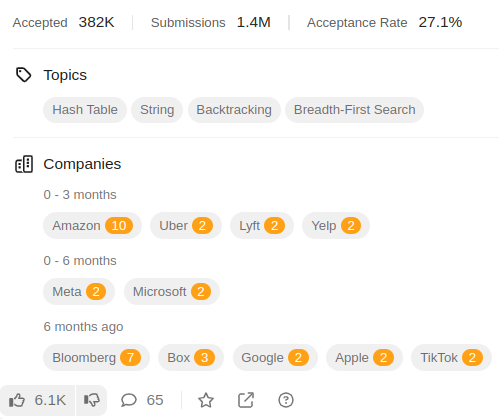 Accepted 382K Submissions 1.4M Acceptance Rate 27.1%
Topics
Hash Table String Backtracking Breadth-First Search
Companies
0 - 3 months
Amazon 10 Uber 2 Lyft 2 Yelp 2
0 - 6 months
Meta 2 Microsoft 2
6 months ago
Bloomberg 7 Box 3 Google 2 Apple 2 TikTok 2
6.1K 65